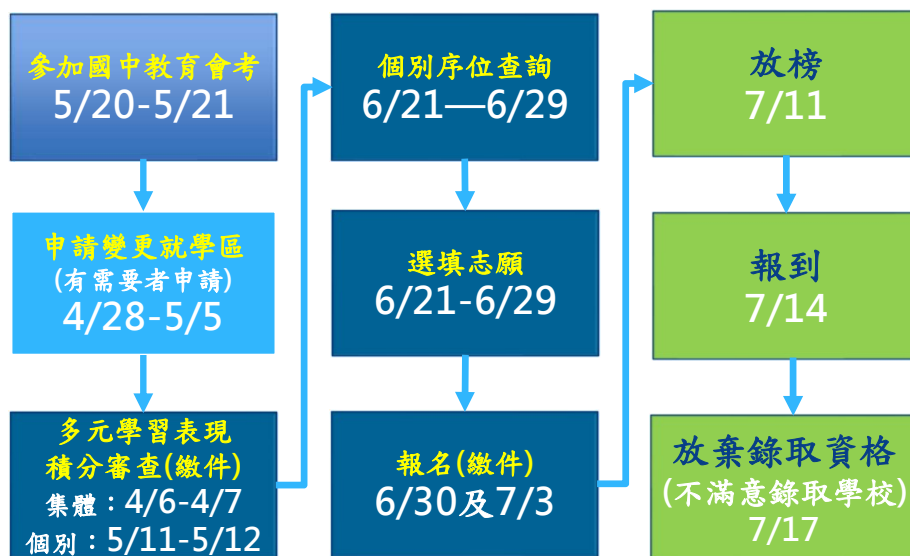 參加國中教育會考
5/20-5/21
申請變更就學區
(有需要者申請)
4/28-5/5
多元學習表現
積分審查(繳件)
集體：4/6-4/7
個別：5/11-5/12
個別序位查詢
6/21—6/29
選填志願
6/21-6/29
報名(繳件)
6/30及7/3
放榜
7/11
報到
7/14
放棄錄取資格
(不滿意錄取學校)
7/17